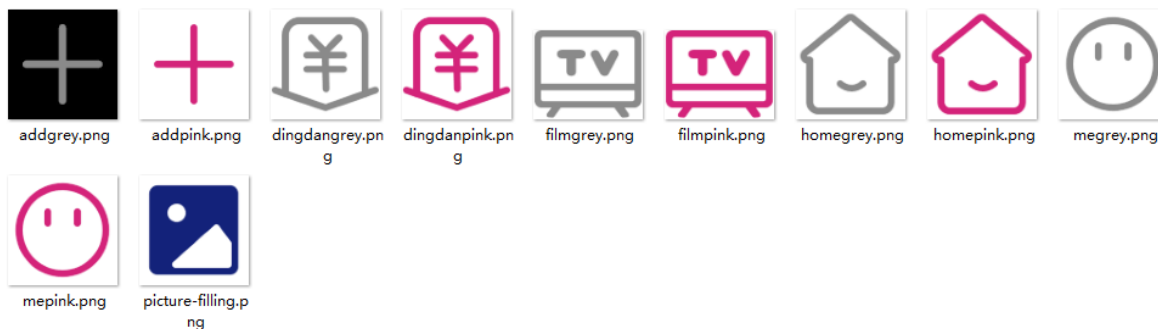 ¥
¥
TV
TV
addgrey.png
addpink.png
dingdangrey.pn
g
dingdanpink.pn
g
filmgrey.png
filmpink.png
homegrey.png
homepink.png
megrey.png
mepink.png
picture-filling.p
ng